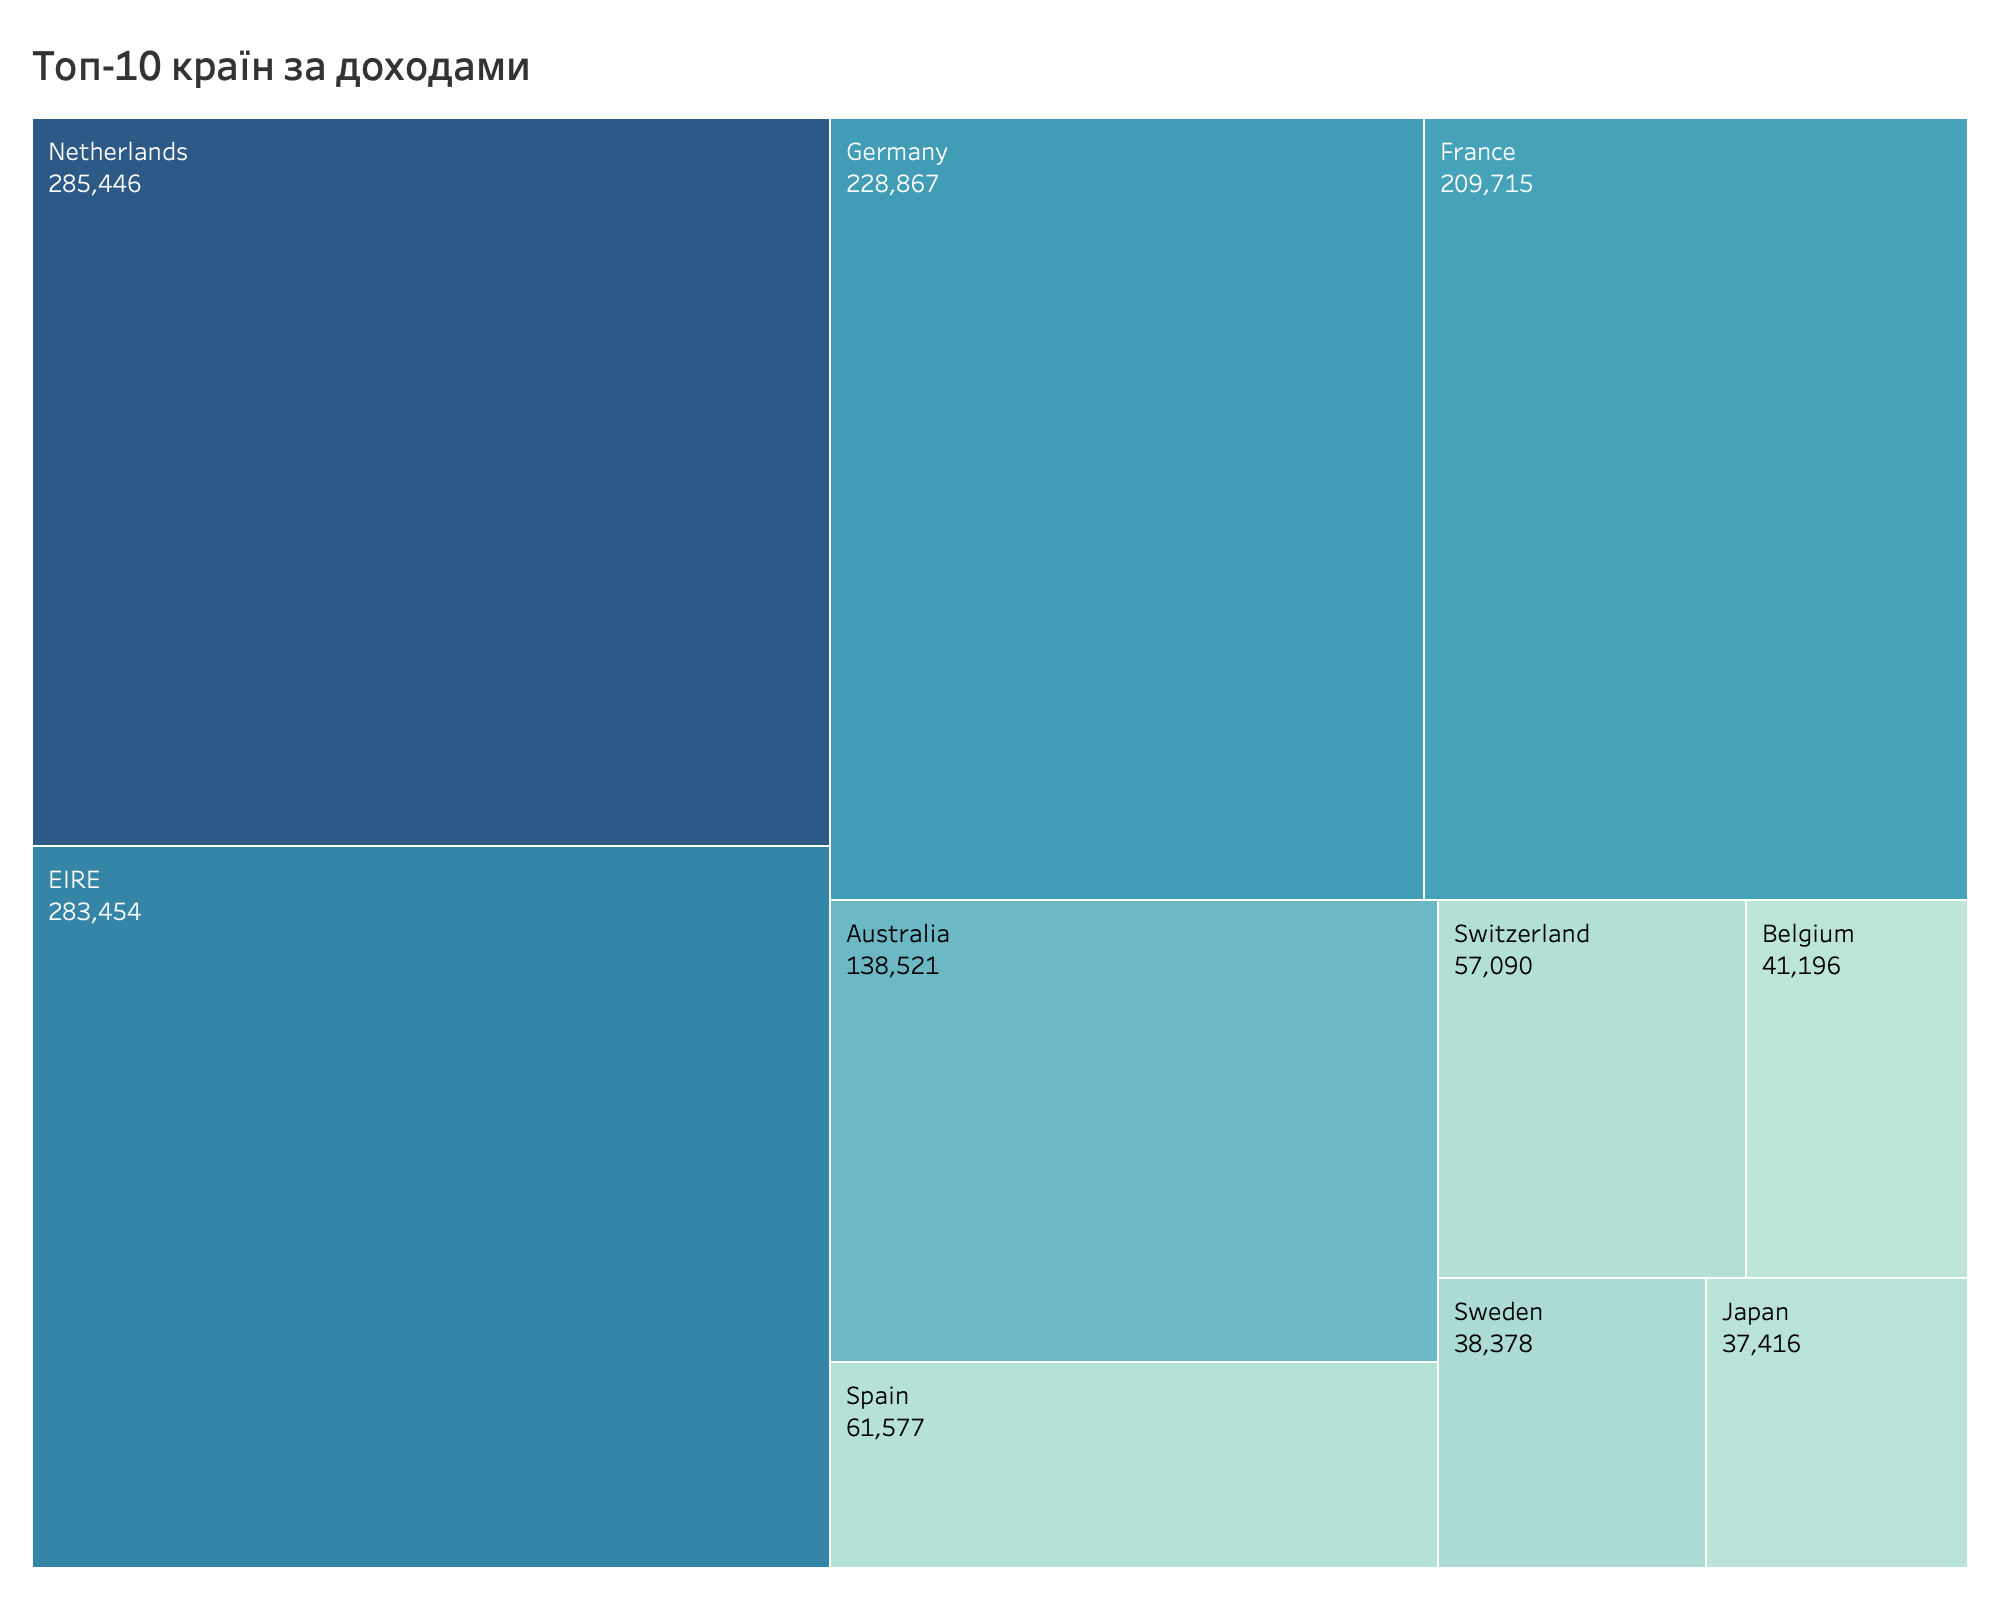 Топ-10 країн за доходами
Netherlands
285,446
Germany
228,867
France
209,715
EIRE
283,454
Australia
138,521
Switzerland
57,090
Belgium
41,196
Sweden
38,378
Japan
37,416
Spain
61,577